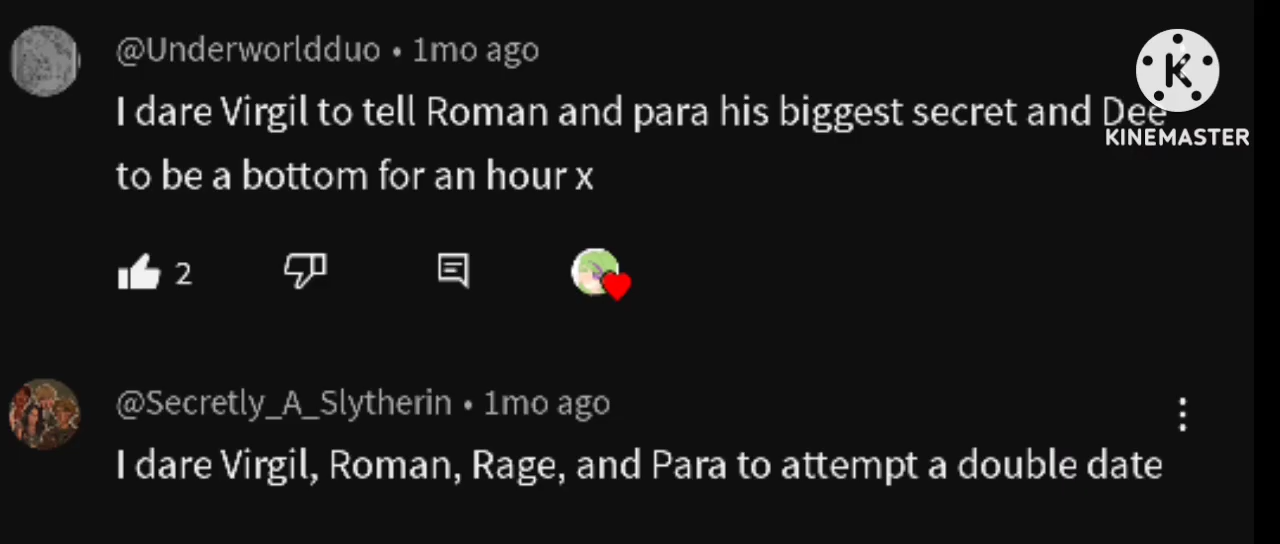 @Underworldduo • 1mo ago
I dare Virgil to tell Roman and para his biggest secret and Dee
to be a bottom for an hour x
2
K
KINEMASTER
@Secretly_A_Slytherin • 1mo ago
I dare Virgil, Roman, Rage, and Para to attempt a double date